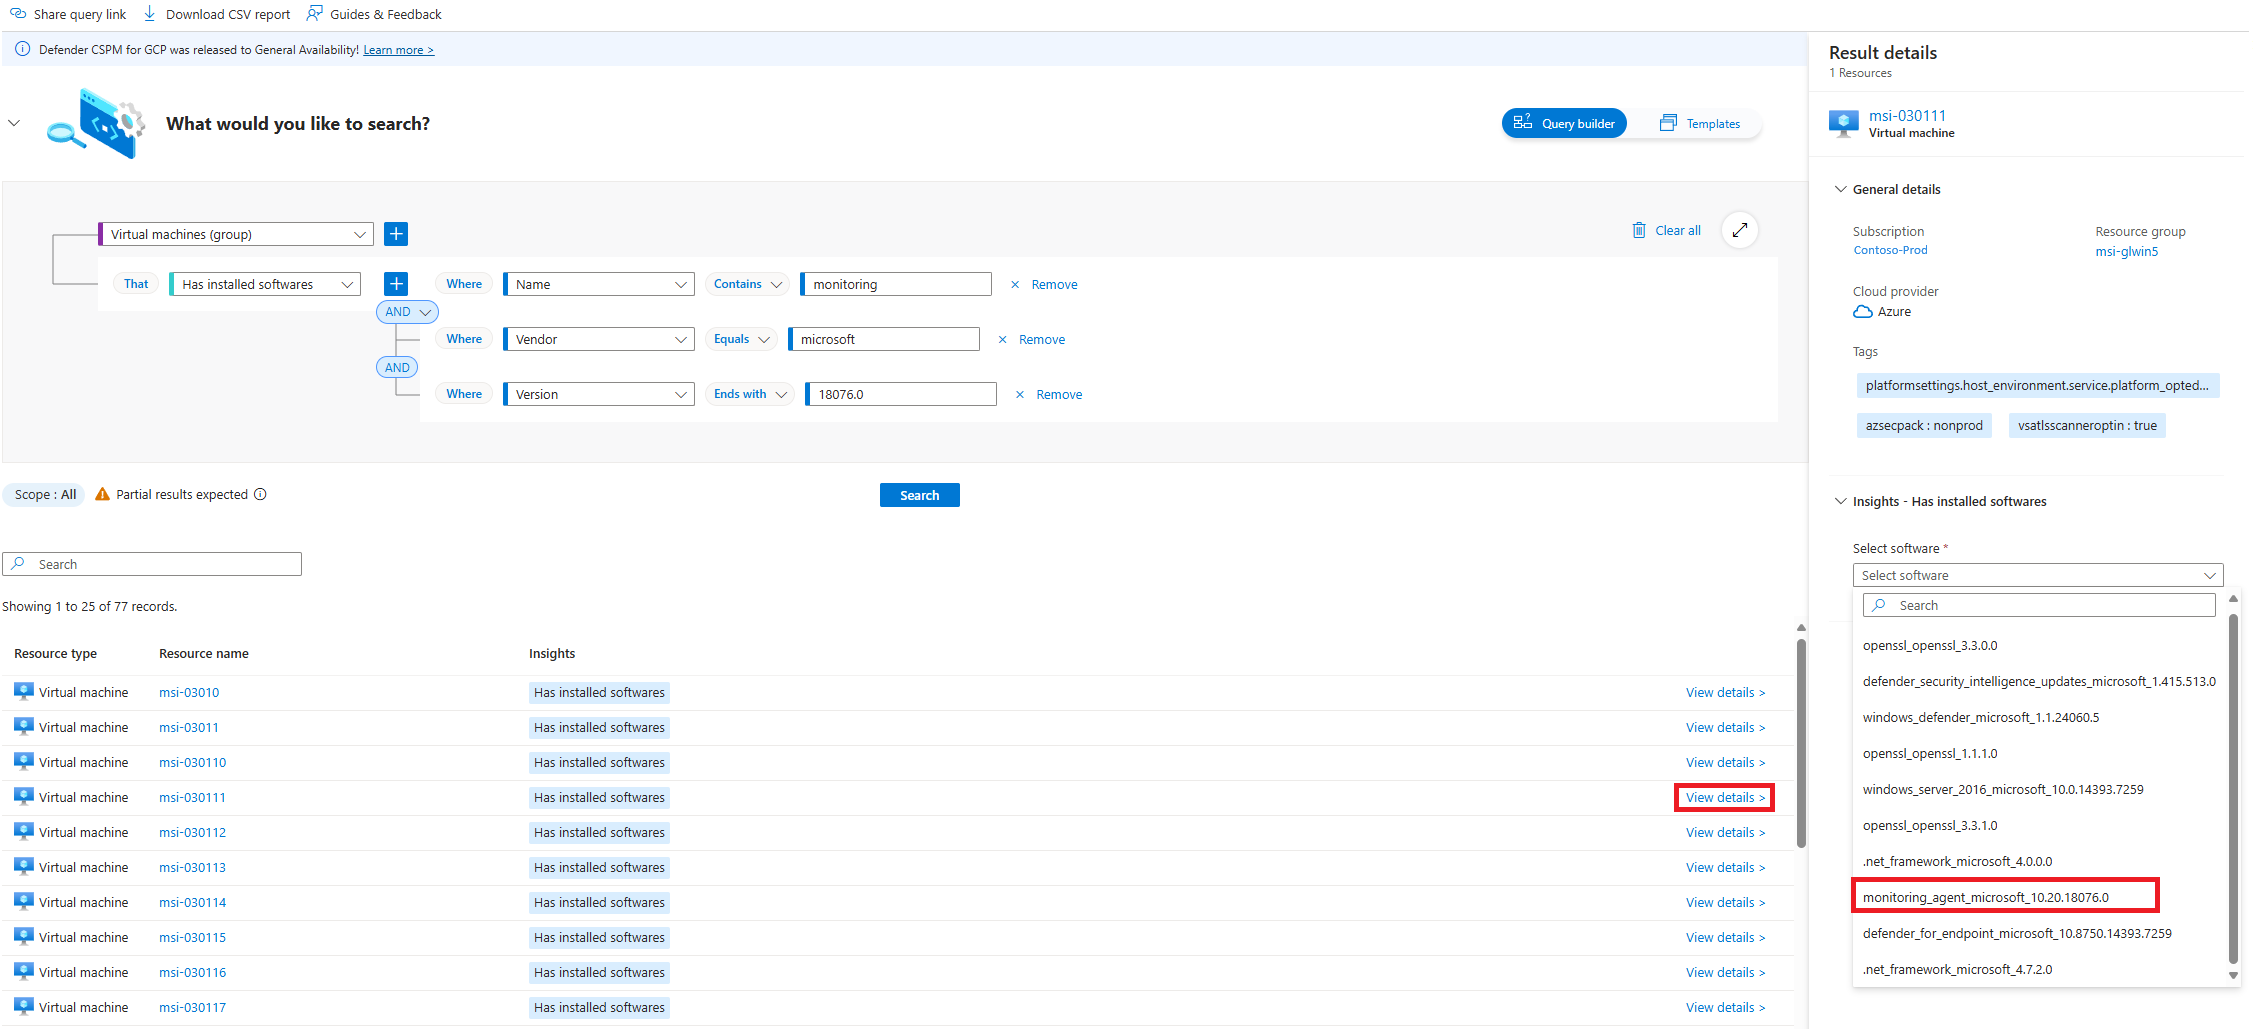 Share query link Download CSV report Guides & Feedback
Defender CSPM for GCP was released to General Availability! Learn more >
What would you like to search?
Query builder Templates
Virtual machines (group) + Clear all
That Has installed softwares + Where Name Contains monitoring × Remove
AND
Where Vendor Equals microsoft × Remove
AND
Where Version Ends with 18076.0 × Remove
Scope : All Partial results expected
Search
Search
Showing 1 to 25 of 77 records.
Resource type Resource name Insights
Virtual machine msi-03010 Has installed softwares View details >
Virtual machine msi-03011 Has installed softwares View details >
Virtual machine msi-030110 Has installed softwares View details >
Virtual machine msi-030111 Has installed softwares View details >
Virtual machine msi-030112 Has installed softwares View details >
Virtual machine msi-030113 Has installed softwares View details >
Virtual machine msi-030114 Has installed softwares View details >
Virtual machine msi-030115 Has installed softwares View details >
Virtual machine msi-030116 Has installed softwares View details >
Virtual machine msi-030117 Has installed softwares View details >
Result details
1 Resources
msi-030111
Virtual machine
General details
Subscription Resource group
Contoso-Prod msi-glwin5
Cloud provider
Azure
Tags
platformsettings.host_environment.service.platform_opted...
azsecpack : nonprod vsatlsscanneroptin : true
Insights - Has installed softwares
Select software *
Select software
Search
openssl_openssl_3.3.0.0
defender_security_intelligence_updates_microsoft_1.415.513.0
windows_defender_microsoft_1.1.24060.5
openssl_openssl_1.1.1.0
windows_server_2016_microsoft_10.0.14393.7259
openssl_openssl_3.3.1.0
.net_framework_microsoft_4.0.0.0
monitoring_agent_microsoft_10.20.18076.0
defender_for_endpoint_microsoft_10.8750.14393.7259
.net_framework_microsoft_4.7.2.0